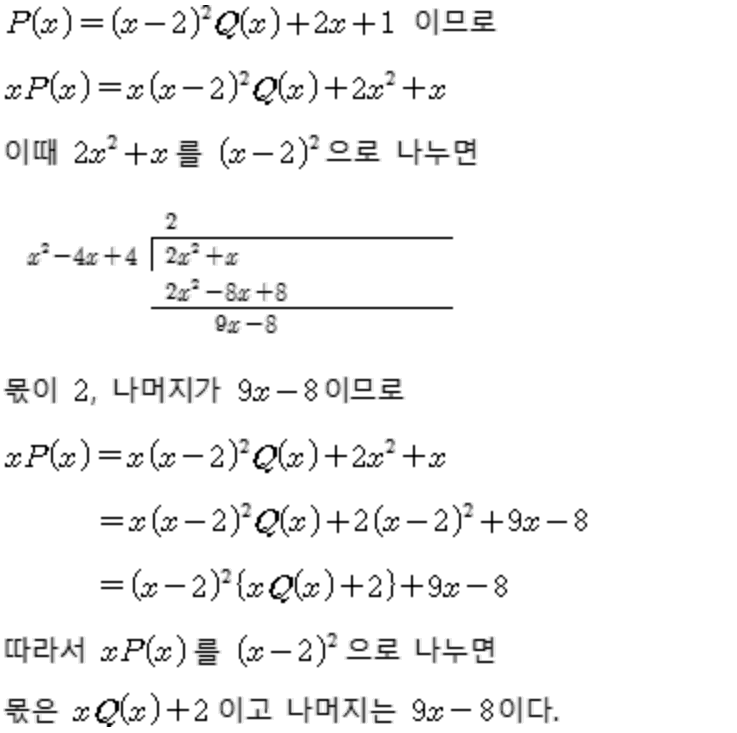 P(x)=(x-2)²Q(x)+2x+1 이므로
xP(x)=x(x-2)²Q(x)+2x²+x
이때 2x²+x를 (x-2)²으로 나누면
2
x²-4x+4 2x²+x
2x²-8x+8
9x-8
몫이 2, 나머지가 9x-8이므로
xP(x)=x(x-2)²Q(x)+2x²+x
=x(x-2)²Q(x)+2(x-2)²+9x-8
=(x-2)²{xQ(x)+2}+9x-8
따라서 xP(x)를 (x-2)²으로 나누면
몫은 xQ(x)+2이고 나머지는 9x-8이다.